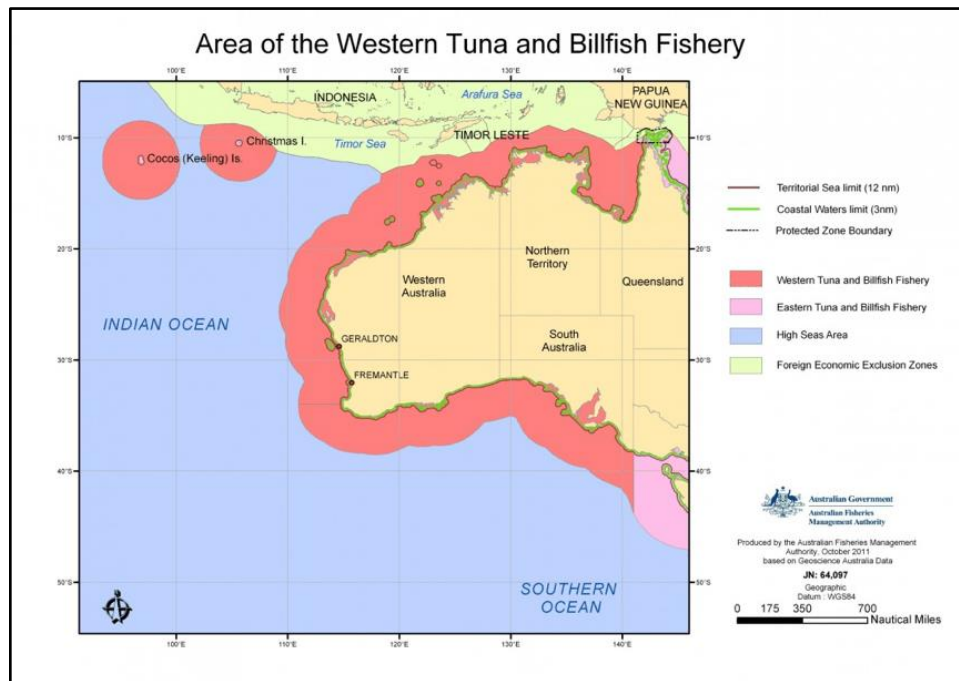 Area of the Western Tuna and Billfish Fishery
100°E 110°E 120°E 130°E 140°E
INDONESIA
Arafura Sea
PAPUA
NEW GUINEA
10°S 10°S
Christmas I.
Timor Sea
TIMOR LESTE
Cocos (Keeling) Is.
Territorial Sea limit (12 nm)
Coastal Waters limit (3nm)
Protected Zone Boundary
20°S 20°S
Northern
Territory
Western
Australia
Queensland
Western Tuna and Billfish Fishery
Eastern Tuna and Billfish Fishery
High Seas Area
Foreign Economic Exclusion Zones
INDIAN OCEAN
GERALDTON
South
Australia
30°S 30°S
FREMANTLE
40°S 40°S
Australian Government
Australian Fisheries
Management Authority
Produced by the Australian Fisheries Management
Authority, October 2011
based on Geoscience Australia Data
JN: 64,097
Geographic
Datum : WGS84
50°S 50°S
SOUTHERN
OCEAN
0 175 350 700
Nautical Miles
100°E 110°E 120°E 130°E 140°E